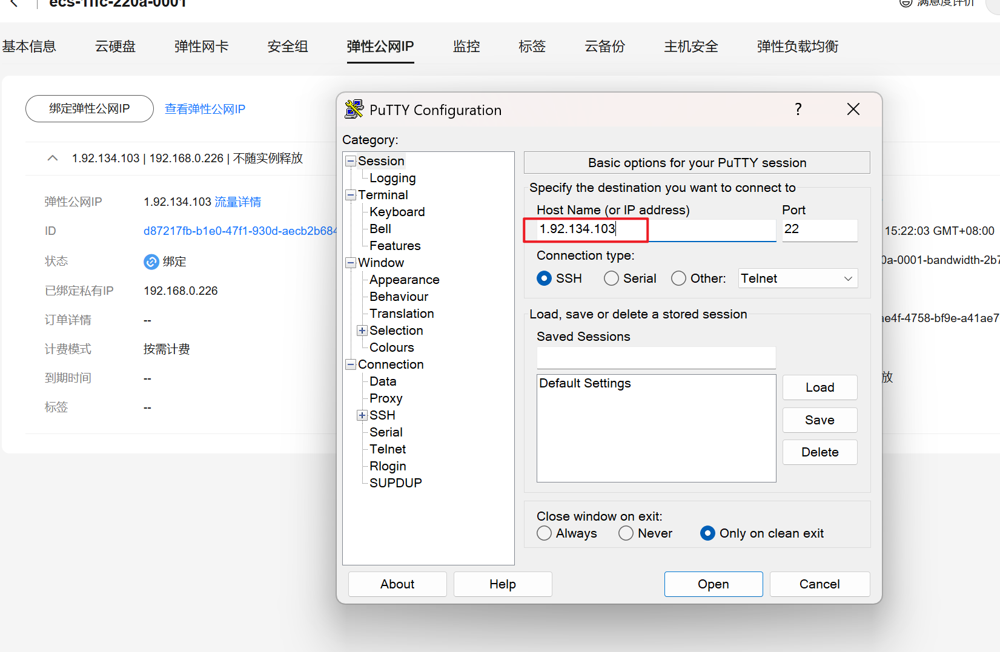 ecs-1ffc-220a-0001
满意度评价
基本信息 云硬盘 弹性网卡 安全组 弹性公网IP 监控 标签 云备份 主机安全 弹性负载均衡
绑定弹性公网IP 查看弹性公网IP
1.92.134.103 | 192.168.0.226 | 不随实例释放
弹性公网IP 1.92.134.103 流量详情
ID d87217fb-b1e0-47f1-930d-aecb2b684
状态 绑定
已绑定私有IP 192.168.0.226
订单详情 --
计费模式 按需计费
到期时间 --
标签 --
PuTTY Configuration
?
Category:
Session
Logging
Terminal
Keyboard
Bell
Features
Window
Appearance
Behaviour
Translation
Selection
Colours
Connection
Data
Proxy
SSH
Serial
Telnet
Rlogin
SUPDUP
Basic options for your PuTTY session
Specify the destination you want to connect to
Host Name (or IP address) Port
1.92.134.103 22
Connection type:
SSH Serial Other: Telnet
Load, save or delete a stored session
Saved Sessions
Default Settings
Load
Save
Delete
Close window on exit:
Always Never Only on clean exit
About Help Open Cancel
15:22:03 GMT+08:00
0a-0001-bandwidth-2b7
ae4f-4758-bf9e-a41ae7
放